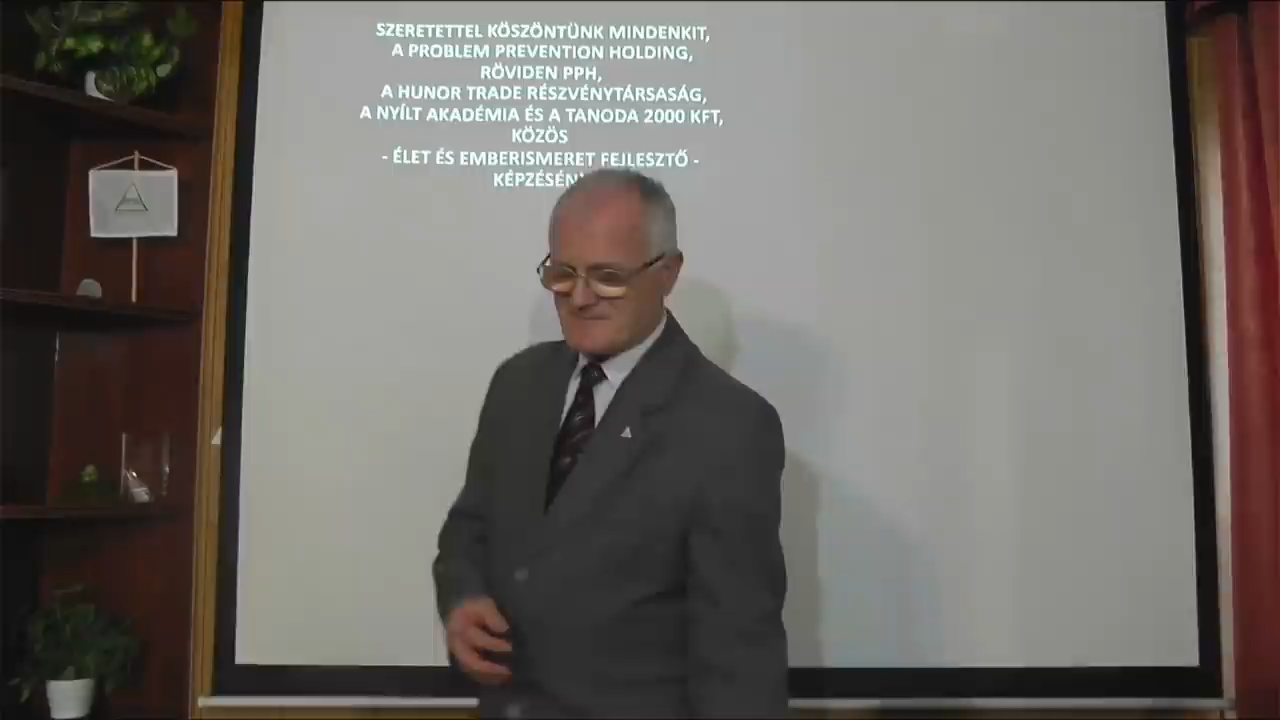 SZERETETTEL KÖSZÖNTÜNK MINDENKIT,
A PROBLEM PREVENTION HOLDING,
RÖVIDEN PPH,
A HUNOR TRADE RÉSZVÉNYTÁRSASÁG,
A NYÍLT AKADÉMIA ÉS A TANODA 2000 KFT,
KÖZÖS
- ÉLET ÉS EMBERISMERET FEJLESZTŐ -